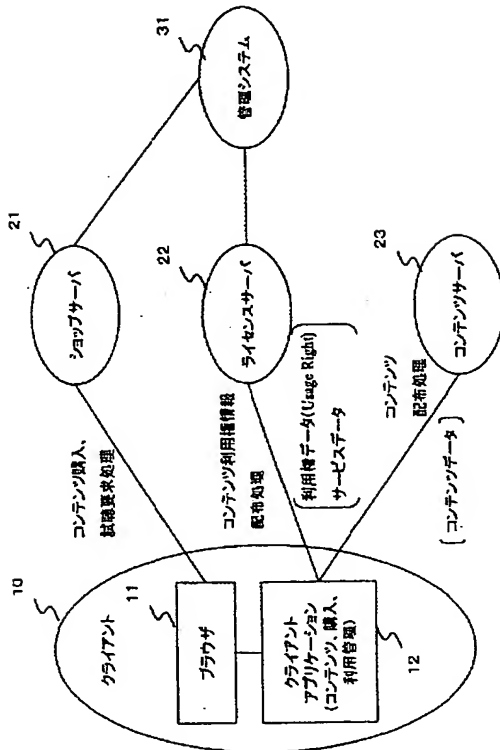 10
クライアント
11
ブラウザ
クライアント
アプリケーション
(コンテンツ、購入、
利用管理)
12
コンテンツ購入、
試聴要求処理
コンテンツ利用権情報
配布処理
利用権データ(Usage Right)
サービスデータ
コンテンツ
配布処理
コンテンツデータ
21
ショップサーバ
22
ライセンスサーバ
23
コンテンツサーバ
31
管理システム